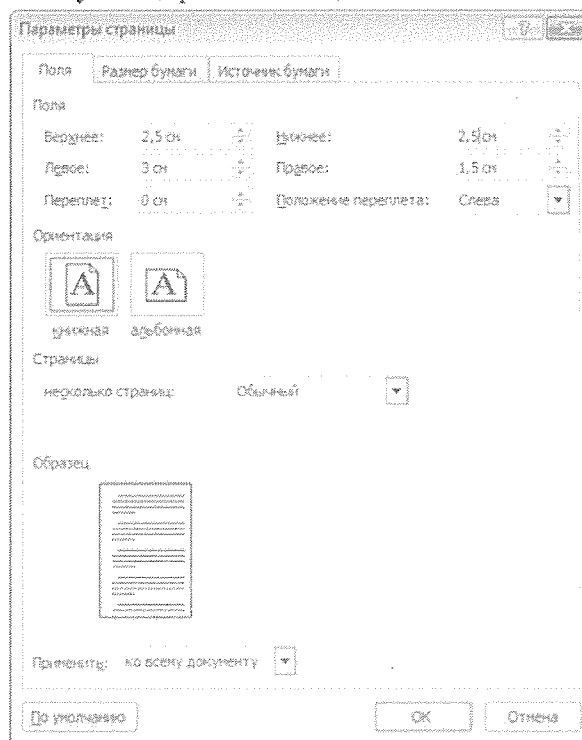 Параметры страницы
Поля Размер бумаги Источник бумаги
Поля
Верхнее: 2,5 см Нижнее: 2,5 см
Левое: 3 см Правое: 1,5 см
Переплет: 0 см Положение переплета: Слева
Ориентация
A A
книжная альбомная
Страницы
несколько страниц: Обычный
Образец
Применить: ко всему документу
По умолчанию ОК Отмена